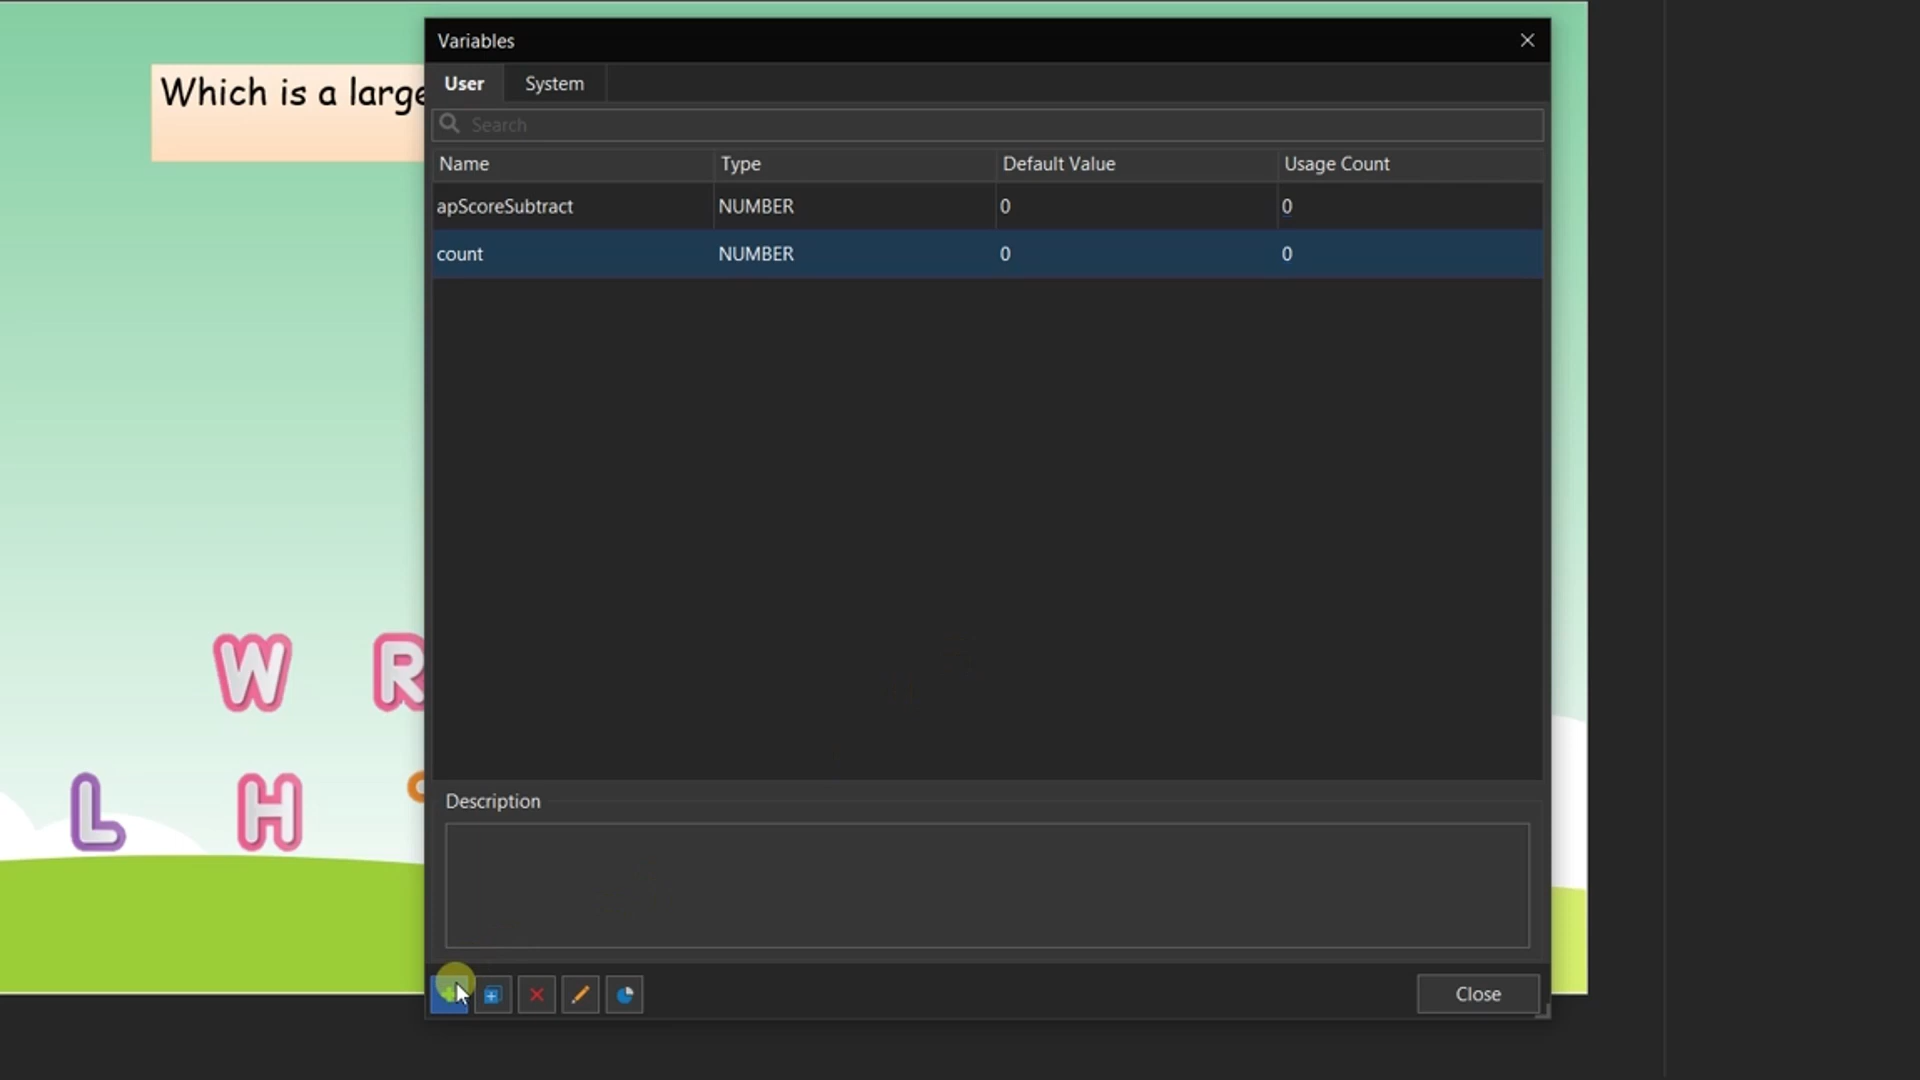 Variables
Which is a large
User System
Search
Name Type Default Value Usage Count
apScoreSubtract NUMBER 0 0
count NUMBER 0 0
W R
L H
Description
Close